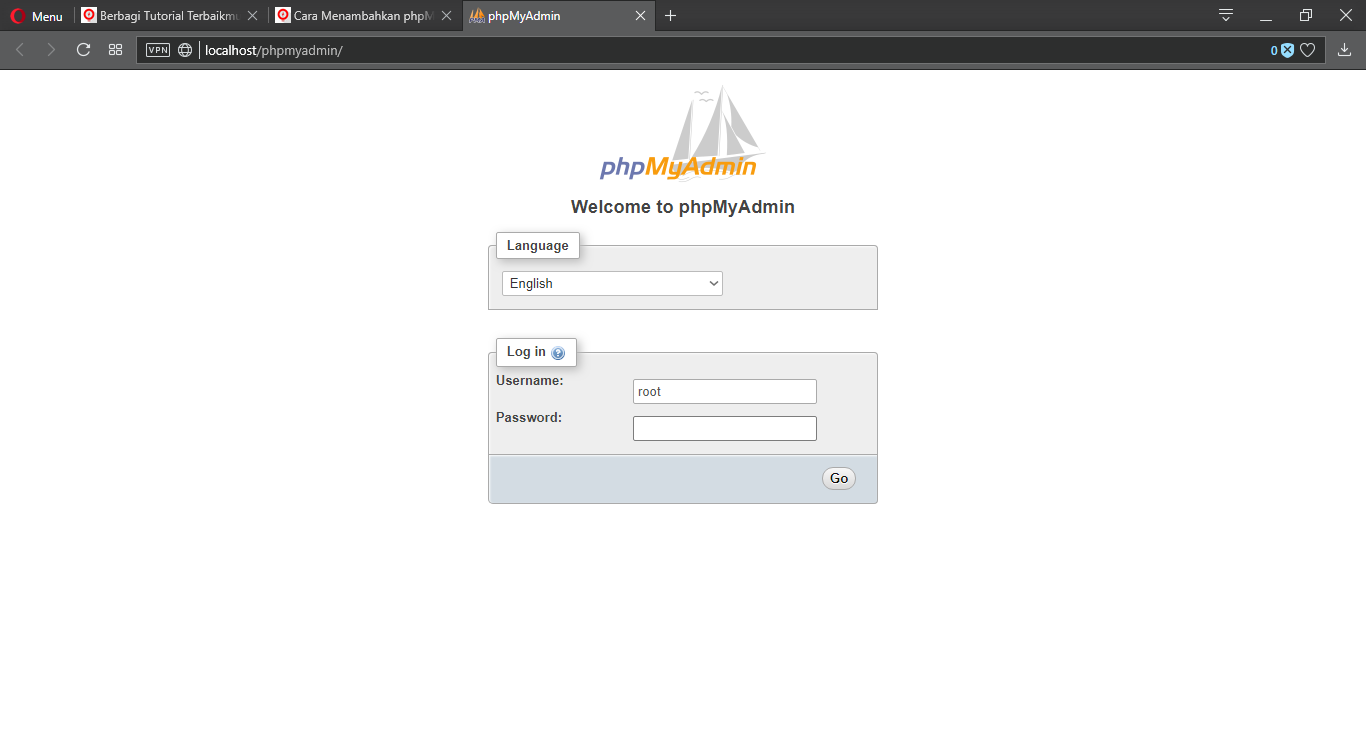 Menu
Berbagi Tutorial Terbaikmu
Cara Menambahkan phpM
phpMyAdmin
VPN
localhost/phpmyadmin/
0
phpMyAdmin
Welcome to phpMyAdmin
Language
English
Log in
Username:
root
Password:
Go